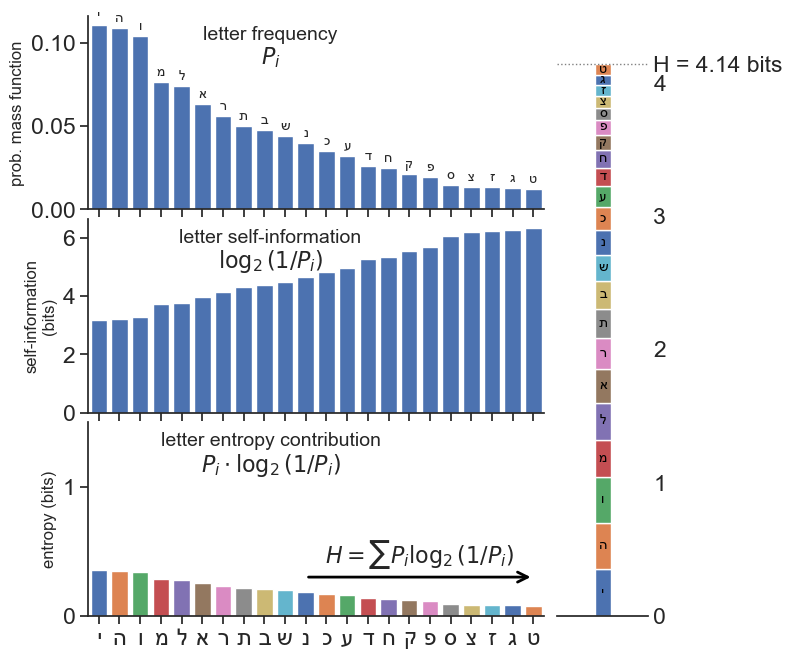 letter frequency
P_i
prob. mass function
0.10
0.05
0.00
י ה ו מ ל א ר ת ב ש נ כ ע ד ח ק פ ס צ ז ג ט
letter self-information
log₂ (1/P_i)
self-information
(bits)
6
4
2
0
letter entropy contribution
P_i · log₂ (1/P_i)
entropy (bits)
1
0
H = ∑ P_i log₂ (1/P_i)
י ה ו מ ל א ר ת ב ש נ כ ע ד ח ק פ ס צ ז ג ט
H = 4.14 bits
4
3
2
1
0
ט
ג
ז
צ
ס
פ
ק
ח
ד
ע
כ
נ
ש
ב
ת
ר
א
ל
מ
ו
ה
י